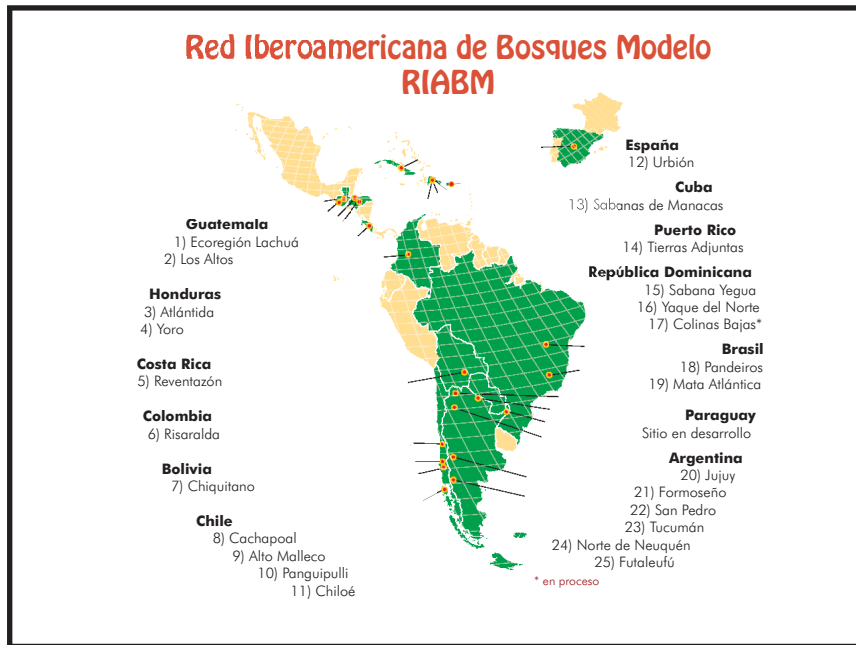 Red Iberoamericana de Bosques Modelo
RIABM
Guatemala
1) Ecoregión Lachuá
2) Los Altos
Honduras
3) Atlántida
4) Yoro
Costa Rica
5) Reventazón
Colombia
6) Risaralda
Bolivia
7) Chiquitano
Chile
8) Cachapoal
9) Alto Malleco
10) Panguipulli
11) Chiloé
España
12) Urbión
Cuba
13) Sabanas de Manacas
Puerto Rico
14) Tierras Adjuntas
República Dominicana
15) Sabana Yegua
16) Yaque del Norte
17) Colinas Bajas*
Brasil
18) Pandeiros
19) Mata Atlántica
Paraguay
Sitio en desarrollo
Argentina
20) Jujuy
21) Formoseño
22) San Pedro
23) Tucumán
24) Norte de Neuquén
25) Futaleufú
* en proceso